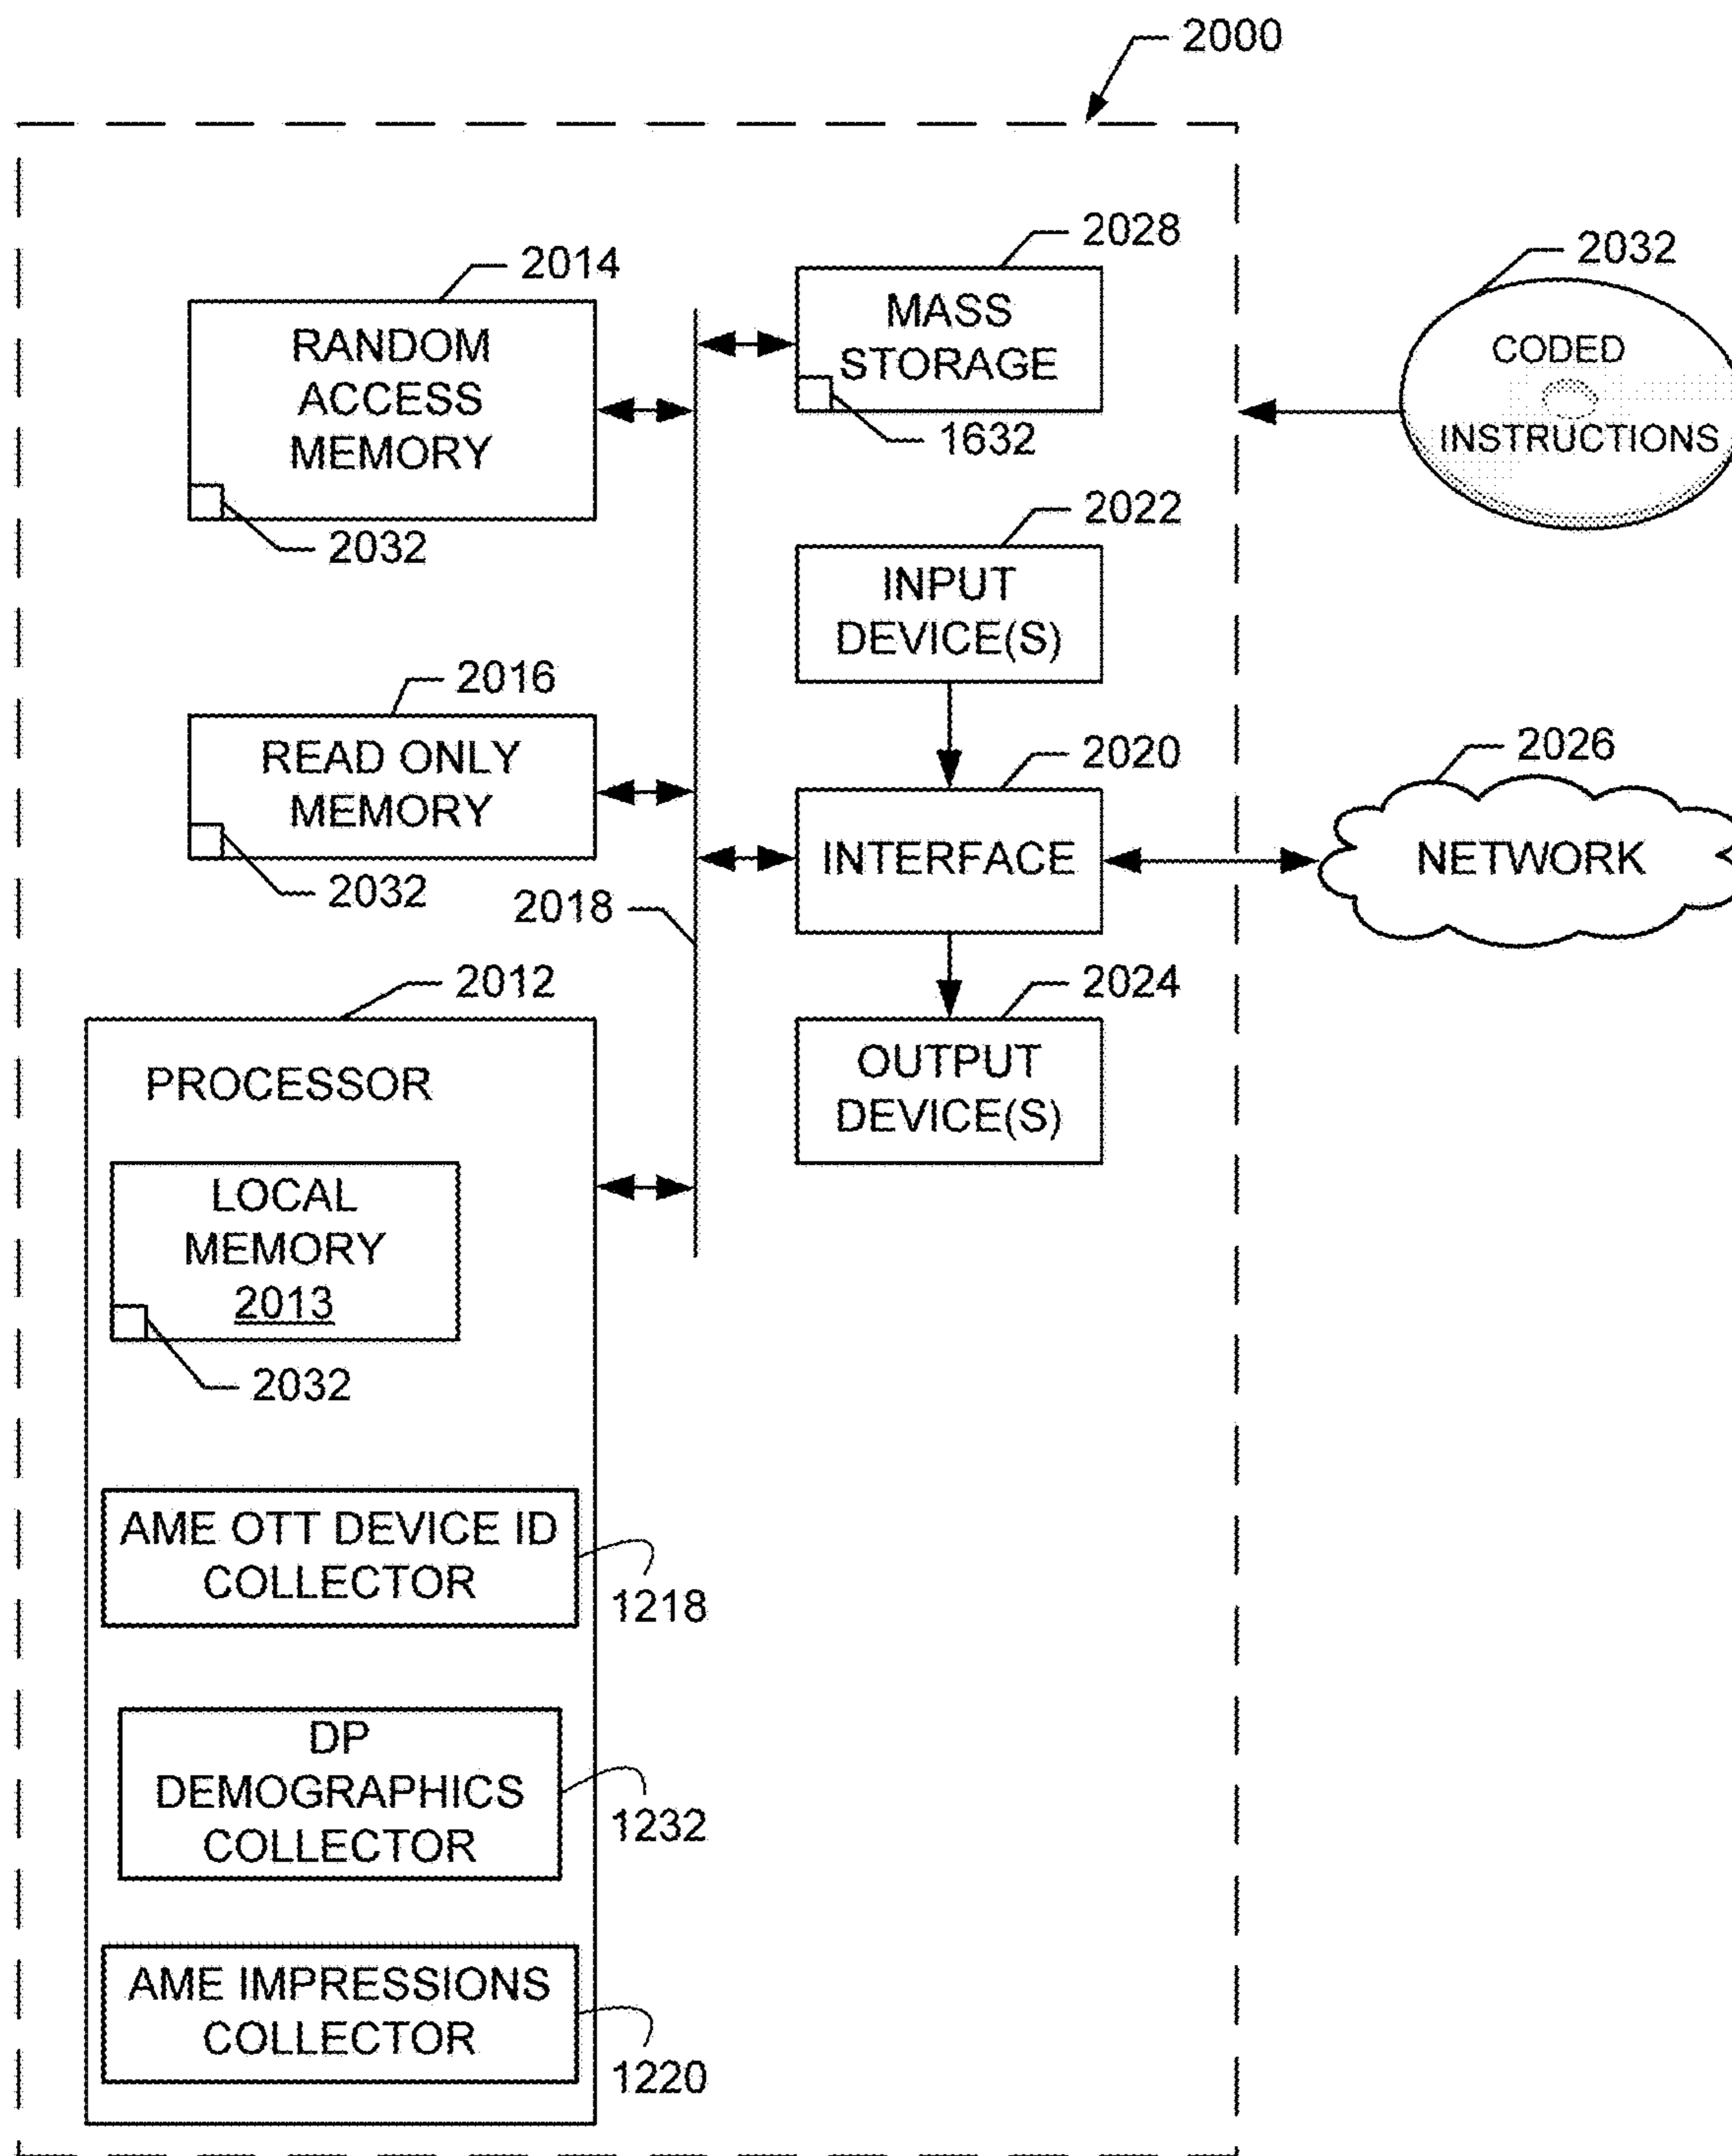 2000
2014
RANDOM
ACCESS
MEMORY
2032
2028
MASS
STORAGE
1632
2032
CODED
INSTRUCTIONS
2022
INPUT
DEVICE(S)
2016
READ ONLY
MEMORY
2032
2018
2020
INTERFACE
2026
NETWORK
2024
OUTPUT
DEVICE(S)
2012
PROCESSOR
LOCAL
MEMORY
2013
2032
AME OTT DEVICE ID
COLLECTOR
1218
DP
DEMOGRAPHICS
COLLECTOR
1232
AME IMPRESSIONS
COLLECTOR
1220